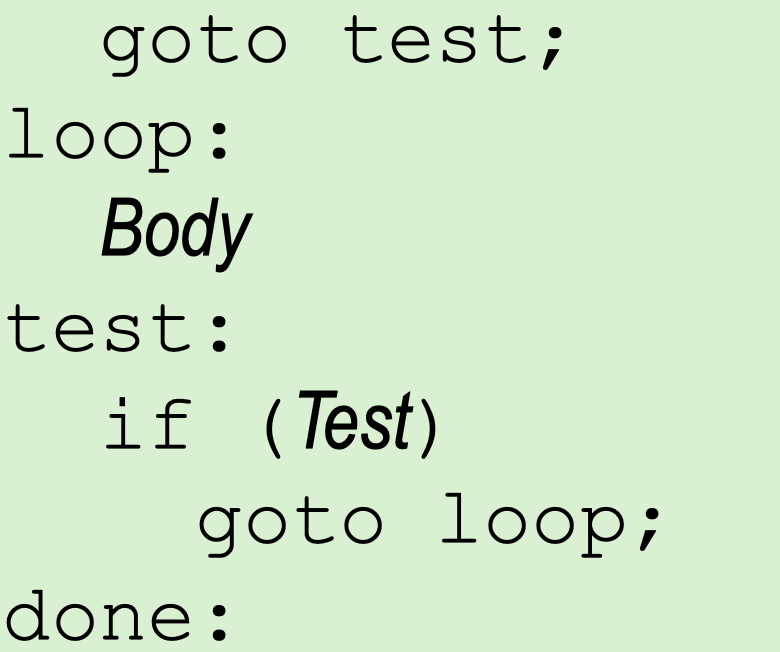 goto test;
loop:
Body
test:
if (Test)
goto loop;
done: